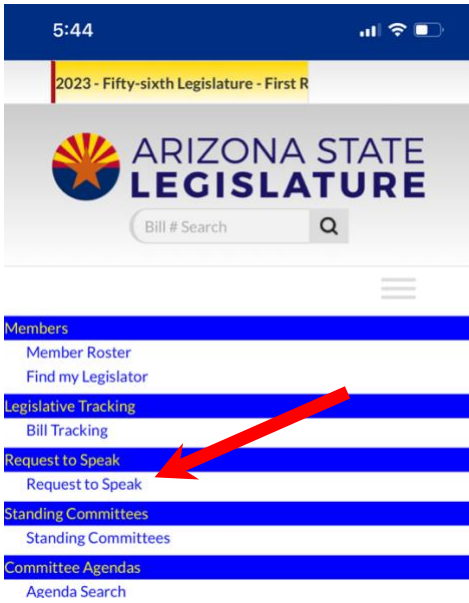 5:44
2023 - Fifty-sixth Legislature - First R
ARIZONA STATE
LEGISLATURE
Bill # Search
Members
Member Roster
Find my Legislator
Legislative Tracking
Bill Tracking
Request to Speak
Request to Speak
Standing Committees
Standing Committees
Committee Agendas
Agenda Search